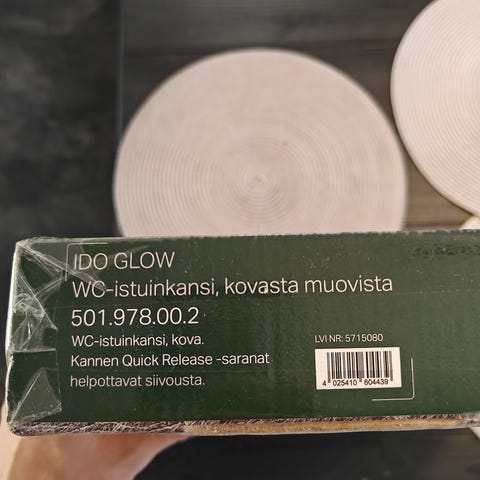 IDO GLOW
WC-istuinkansi, kovasta muovista
501.978.00.2
WC-istuinkansi, kova.
Kannen Quick Release -saranat
helpottavat siivousta.
LVI NR: 5715080
4 025410 604439